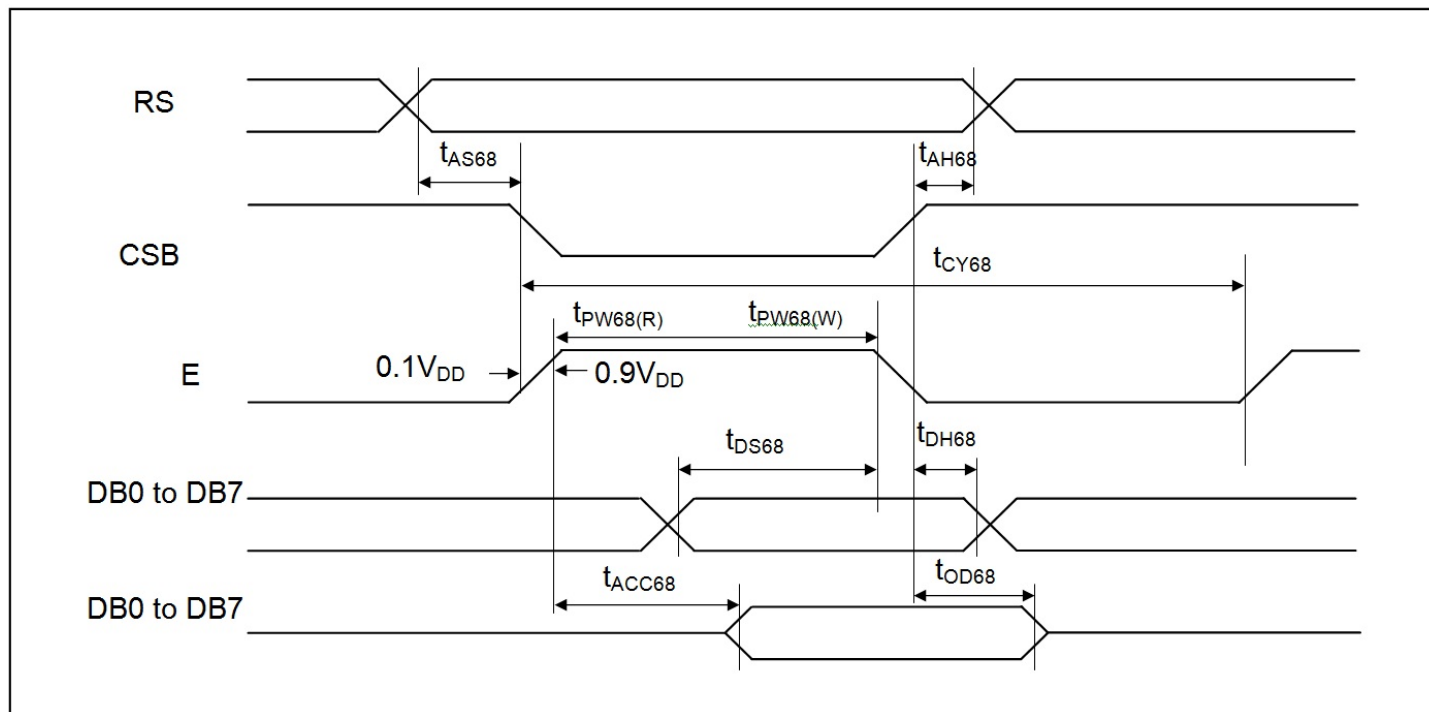 RS
tAS68
tAH68
CSB
tCY68
tPW68(R) tPW68(W)
E
0.1VDD
0.9VDD
tDS68
tDH68
DB0 to DB7
tACC68
tOD68
DB0 to DB7